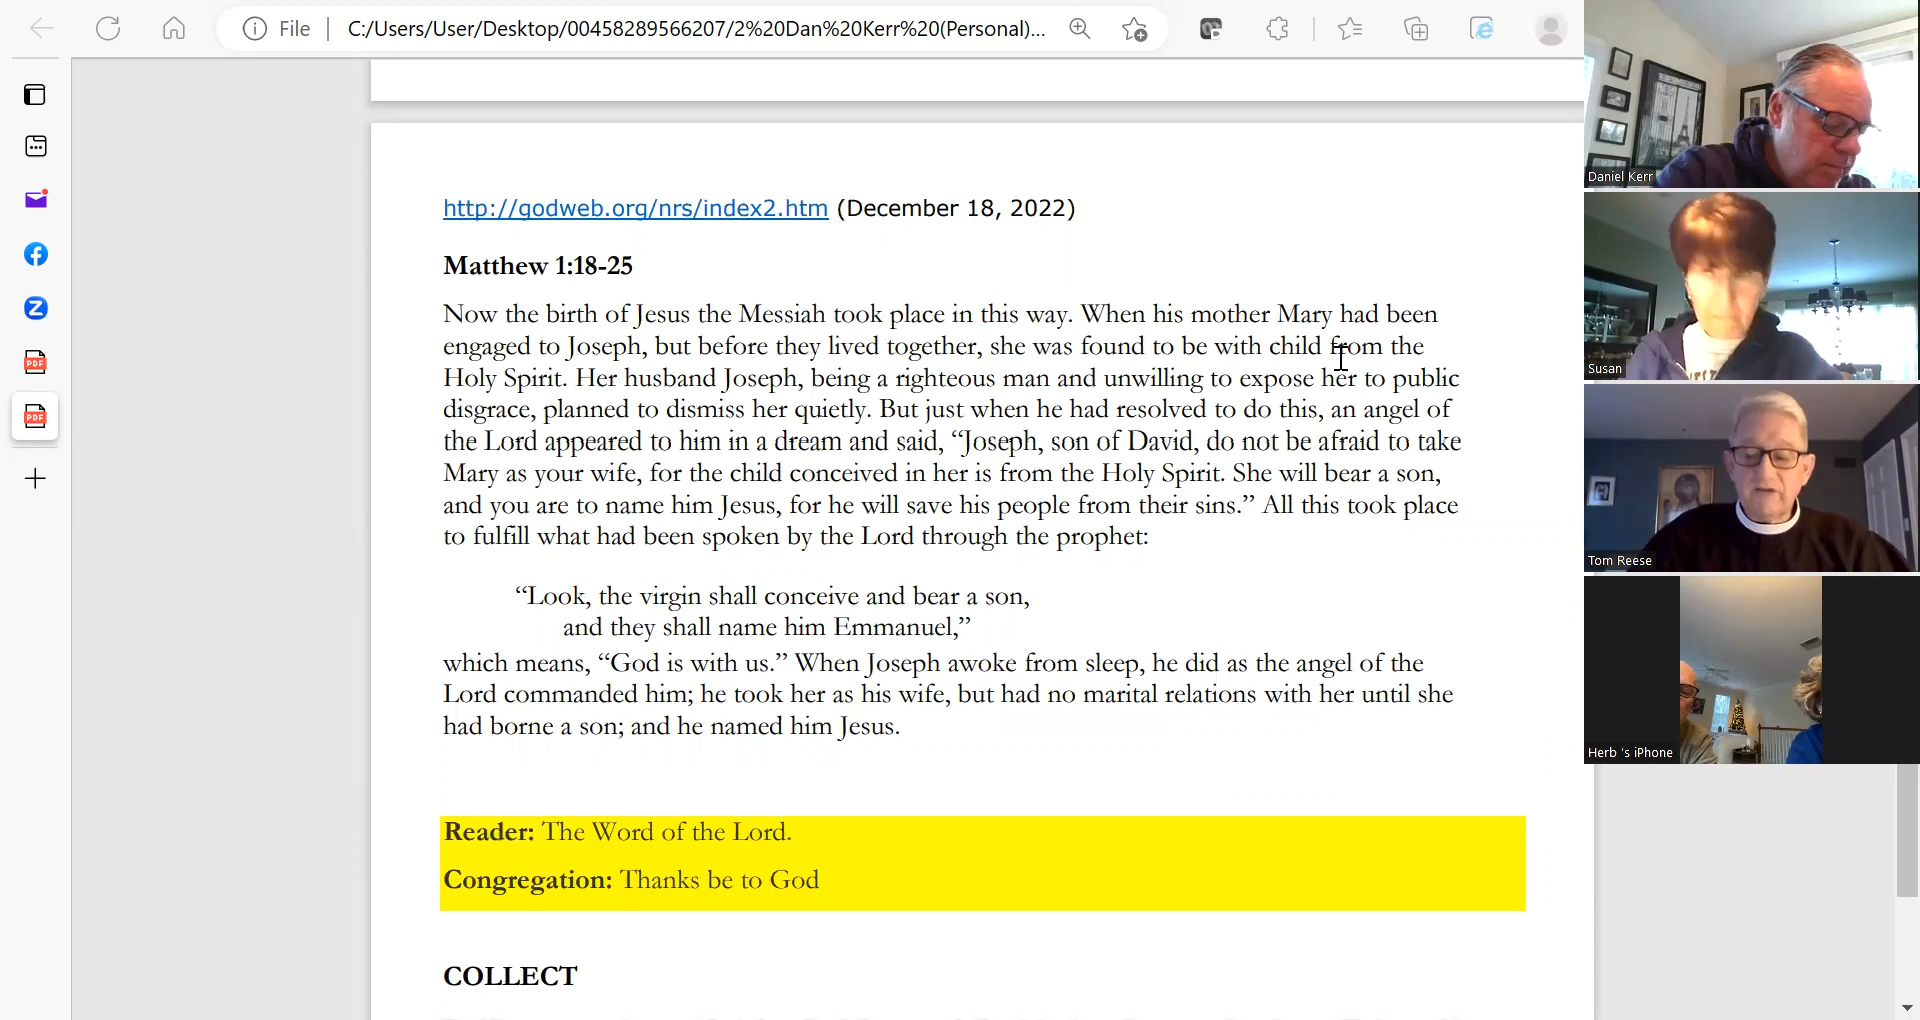 File
C:/Users/User/Desktop/00458289566207/2%20Dan%20Kerr%20(Personal)...
http://godweb.org/nrs/index2.htm (December 18, 2022)
Matthew 1:18-25
Now the birth of Jesus the Messiah took place in this way. When his mother Mary had been
engaged to Joseph, but before they lived together, she was found to be with child from the
Holy Spirit. Her husband Joseph, being a righteous man and unwilling to expose her to public
disgrace, planned to dismiss her quietly. But just when he had resolved to do this, an angel of
the Lord appeared to him in a dream and said, “Joseph, son of David, do not be afraid to take
Mary as your wife, for the child conceived in her is from the Holy Spirit. She will bear a son,
and you are to name him Jesus, for he will save his people from their sins.” All this took place
to fulfill what had been spoken by the Lord through the prophet:
“Look, the virgin shall conceive and bear a son,
and they shall name him Emmanuel,”
which means, “God is with us.” When Joseph awoke from sleep, he did as the angel of the
Lord commanded him; he took her as his wife, but had no marital relations with her until she
had borne a son; and he named him Jesus.
Reader: The Word of the Lord.
Congregation: Thanks be to God
COLLECT
PDF
PDF
Daniel Kerr
Susan
Tom Reese
Herb 's iPhone